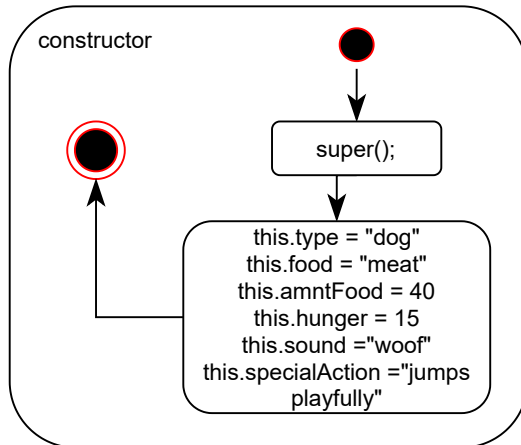 constructor
super();
this.type = "dog"
this.food = "meat"
this.amntFood = 40
this.hunger = 15
this.sound ="woof"
this.specialAction ="jumps
playfully"